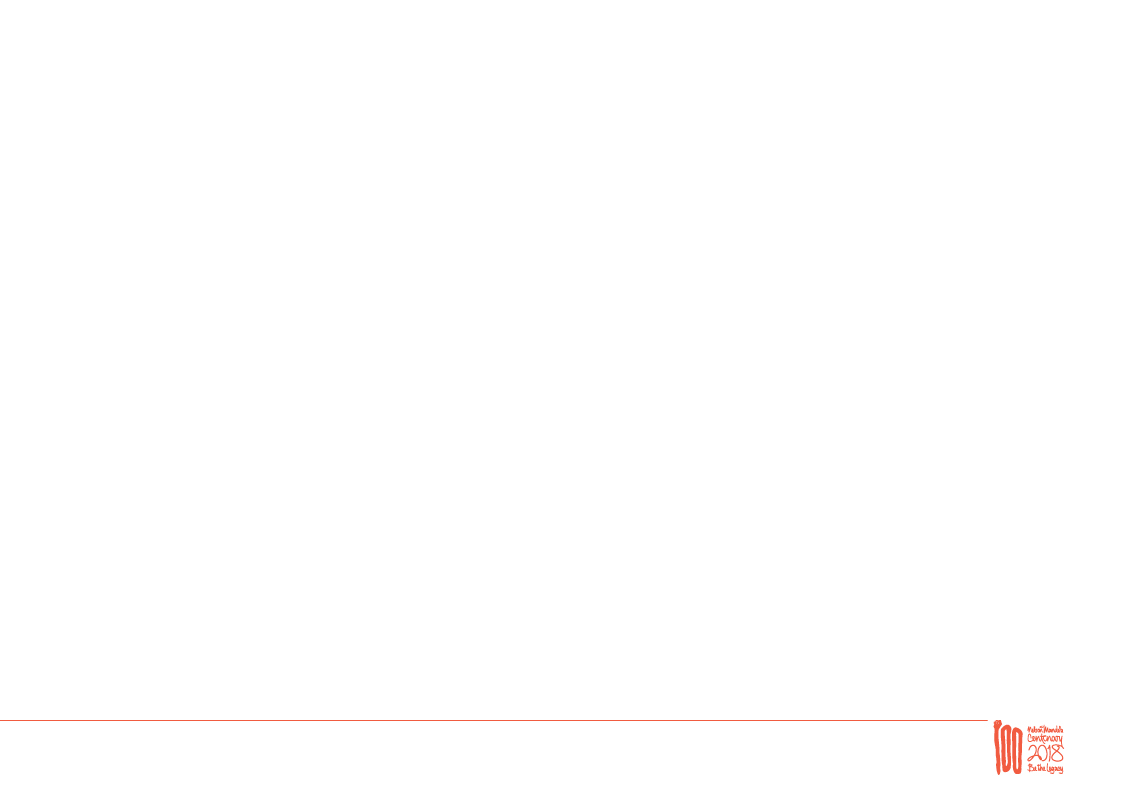 100
Nelson Mandela
Centenary
2018
Be the Legacy